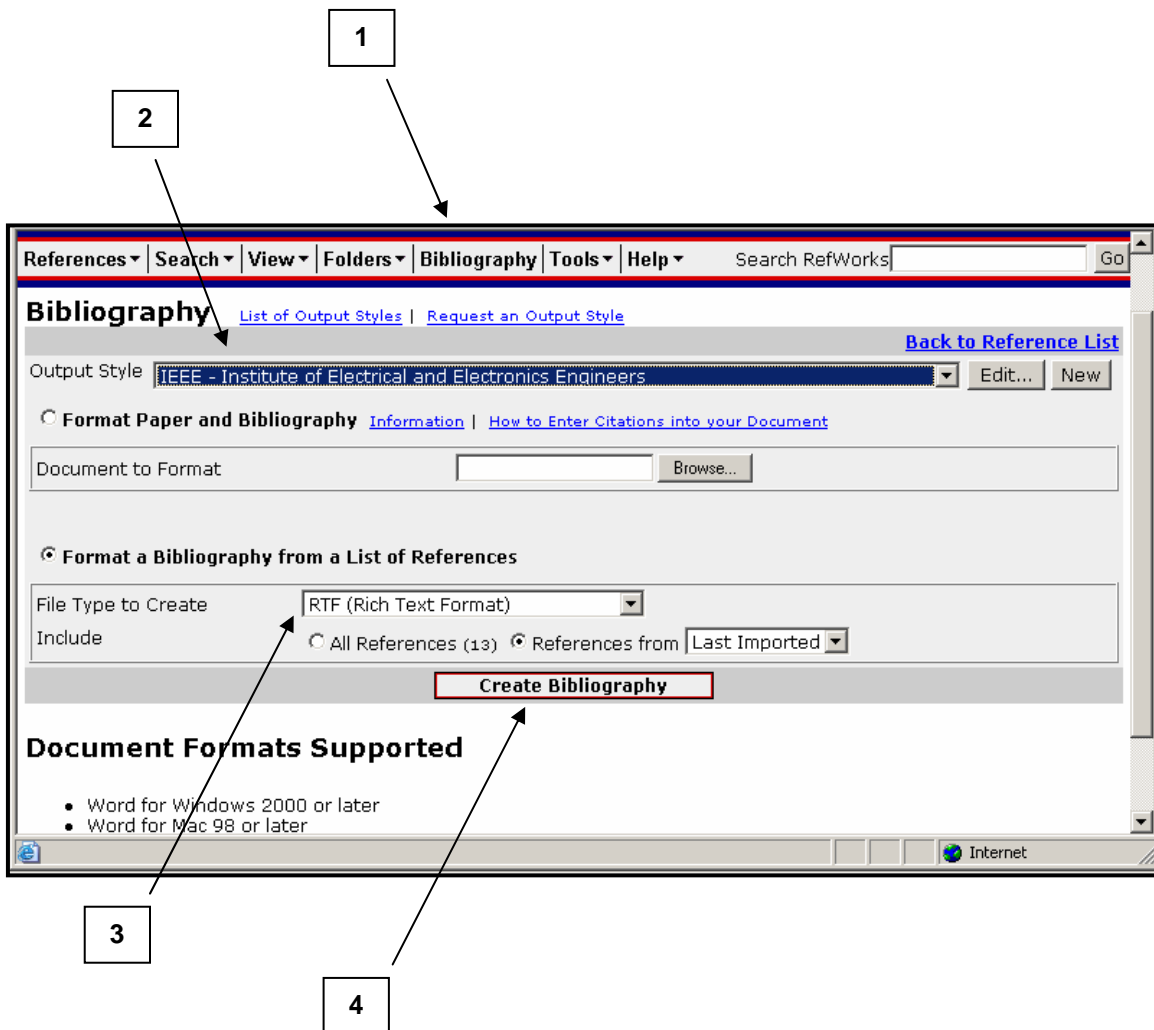 1
2
References Search View Folders Bibliography Tools Help Search RefWorks Go
Bibliography List of Output Styles | Request an Output Style
Back to Reference List
Output Style IEEE - Institute of Electrical and Electronics Engineers Edit... New
Format Paper and Bibliography Information | How to Enter Citations into your Document
Document to Format Browse...
Format a Bibliography from a List of References
File Type to Create RTF (Rich Text Format)
Include All References (13) References from Last Imported
Create Bibliography
Document Formats Supported
• Word for Windows 2000 or later
• Word for Mac 98 or later
Internet
3
4